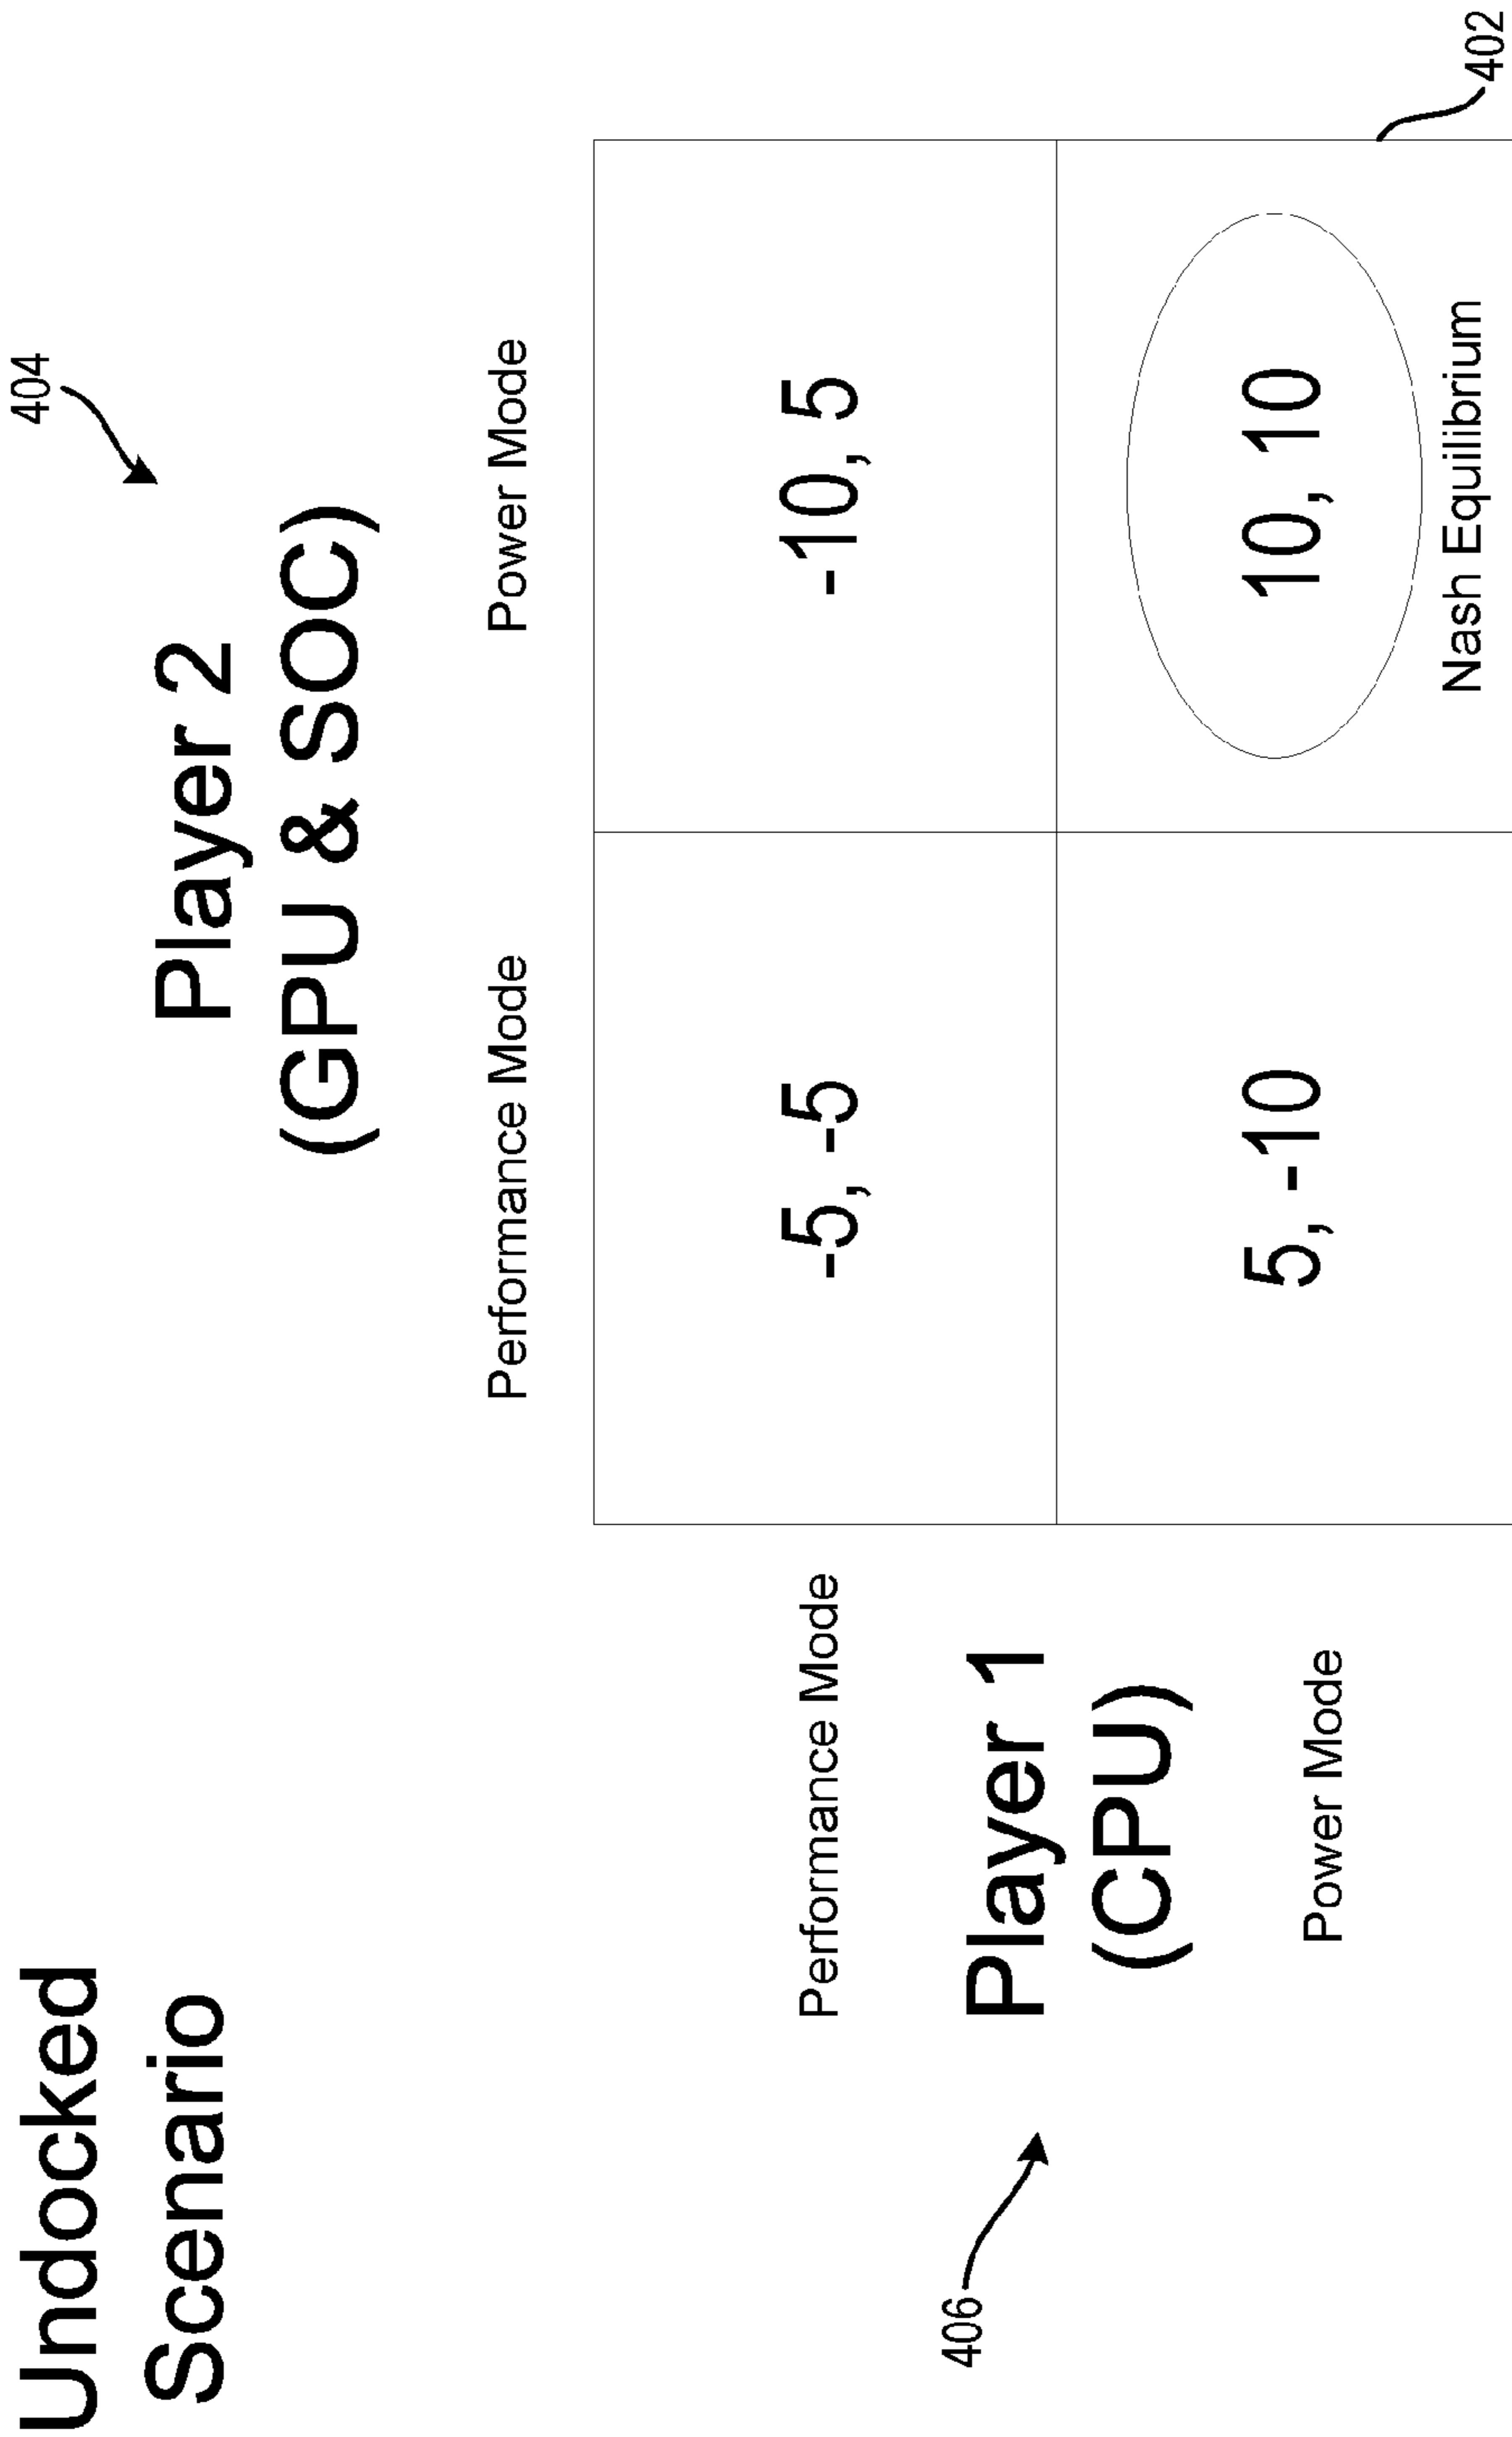 Undocked
Scenario
404
Player 2
(GPU & SOC)
Performance Mode
Power Mode
Performance Mode
-5, -5
-10, 5
406
Player 1
(CPU)
Power Mode
5, -10
10, 10
Nash Equilibrium
402